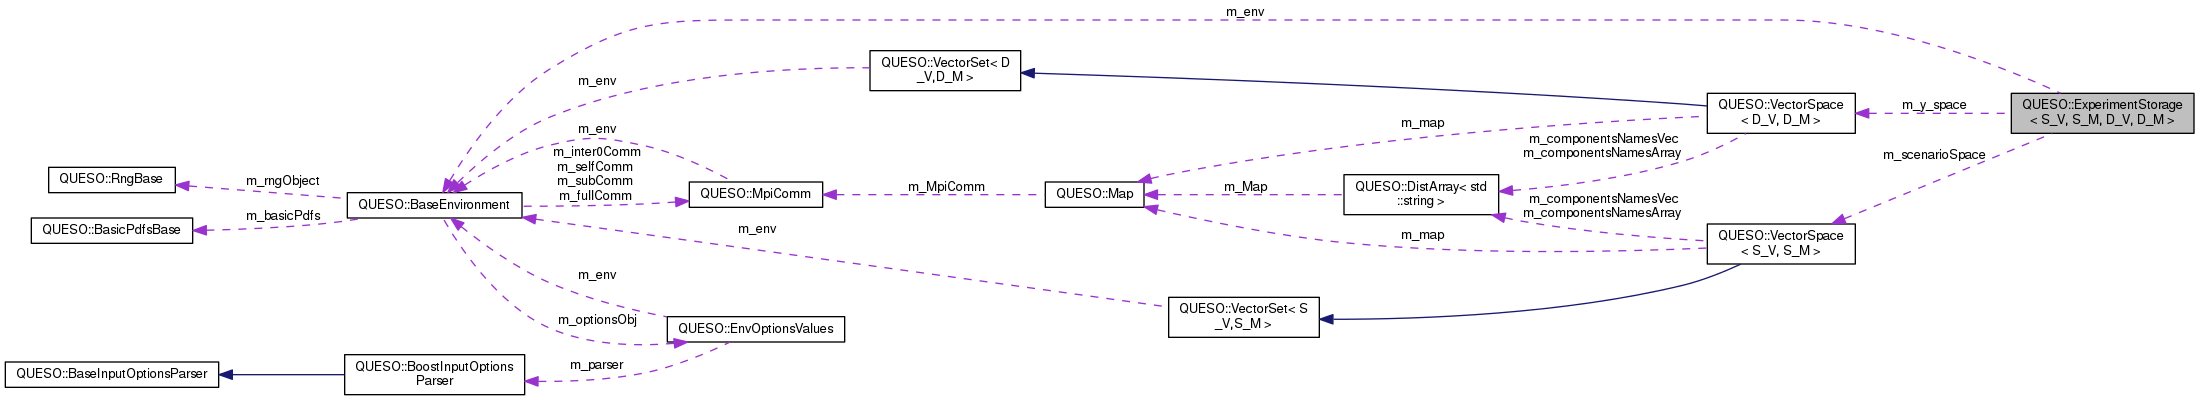 m_env
QUESO::VectorSet< D
_V,D_M >
m_env
QUESO::VectorSpace
< D_V, D_M >
m_y_space
QUESO::ExperimentStorage
< S_V, S_M, D_V, D_M >
m_env
m_map
m_componentsNamesVec
m_componentsNamesArray
m_scenarioSpace
m_inter0Comm
m_selfComm
m_subComm
m_fullComm
QUESO::RngBase
m_rngObject
QUESO::BaseEnvironment
QUESO::MpiComm
m_MpiComm
QUESO::Map
m_Map
QUESO::DistArray< std
::string >
m_basicPdfs
QUESO::BasicPdfsBase
m_componentsNamesVec
m_componentsNamesArray
m_env
m_map
QUESO::VectorSpace
< S_V, S_M >
m_env
QUESO::VectorSet< S
_V,S_M >
m_optionsObj
QUESO::EnvOptionsValues
m_parser
QUESO::BaseInputOptionsParser
QUESO::BoostInputOptions
Parser